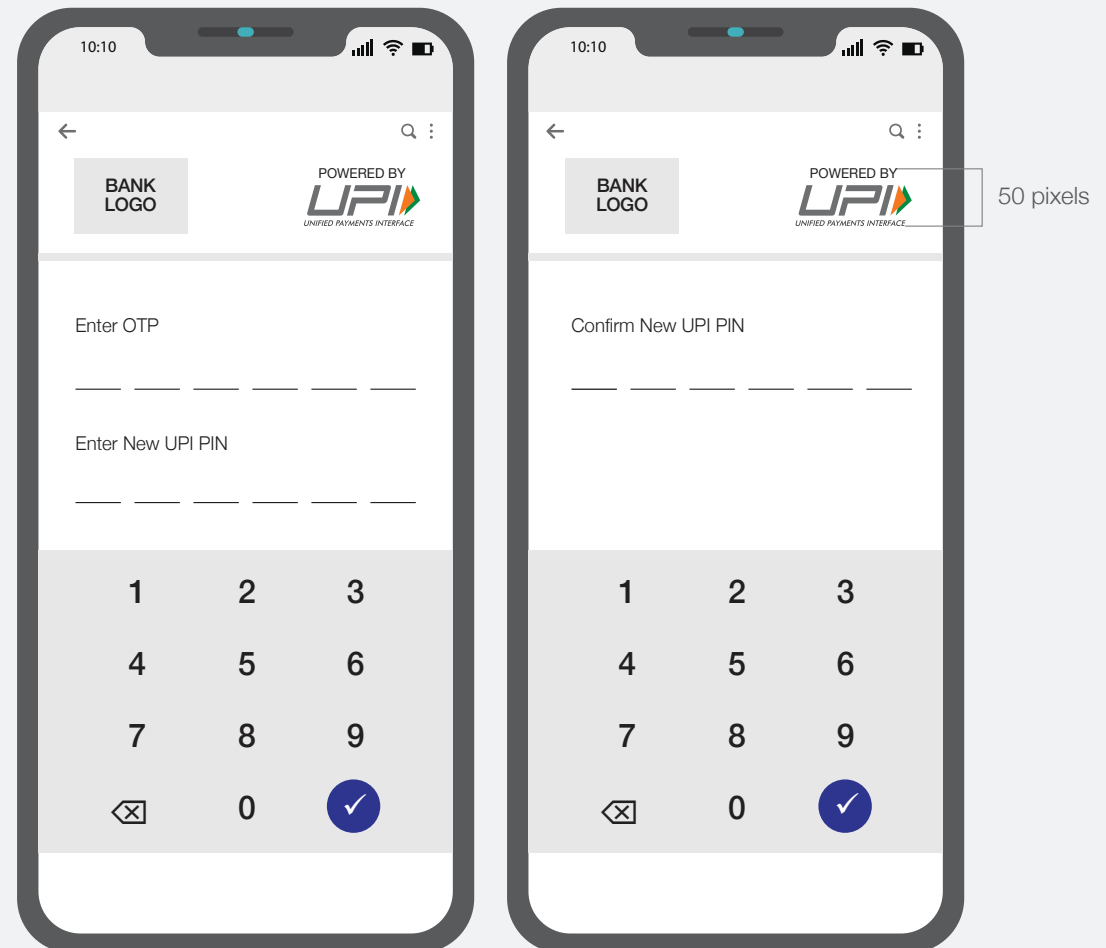 10:10
BANK
LOGO
POWERED BY
UPI
UNIFIED PAYMENTS INTERFACE
Enter OTP
Enter New UPI PIN
1 2 3
4 5 6
7 8 9
0
10:10
BANK
LOGO
POWERED BY
UPI
UNIFIED PAYMENTS INTERFACE
50 pixels
Confirm New UPI PIN
1 2 3
4 5 6
7 8 9
0